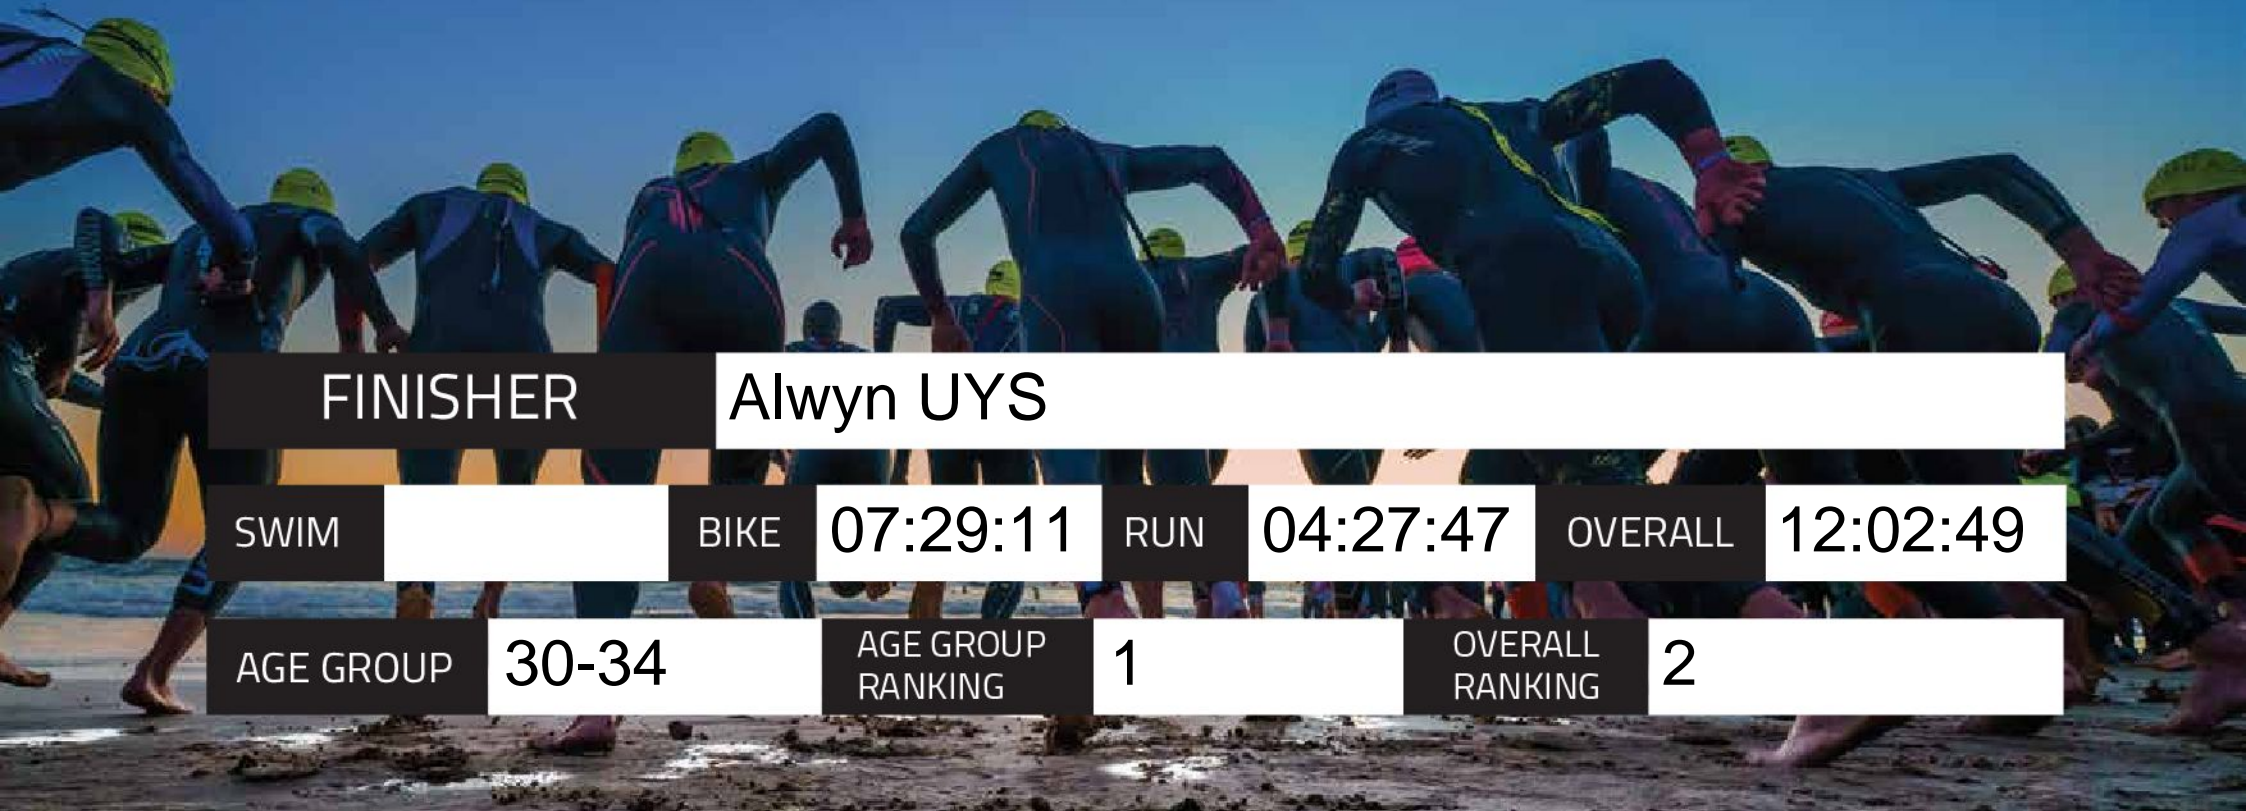 FINISHER Alwyn UYS
SWIM BIKE 07:29:11 RUN 04:27:47 OVERALL 12:02:49
AGE GROUP 30-34 AGE GROUP RANKING 1 OVERALL RANKING 2